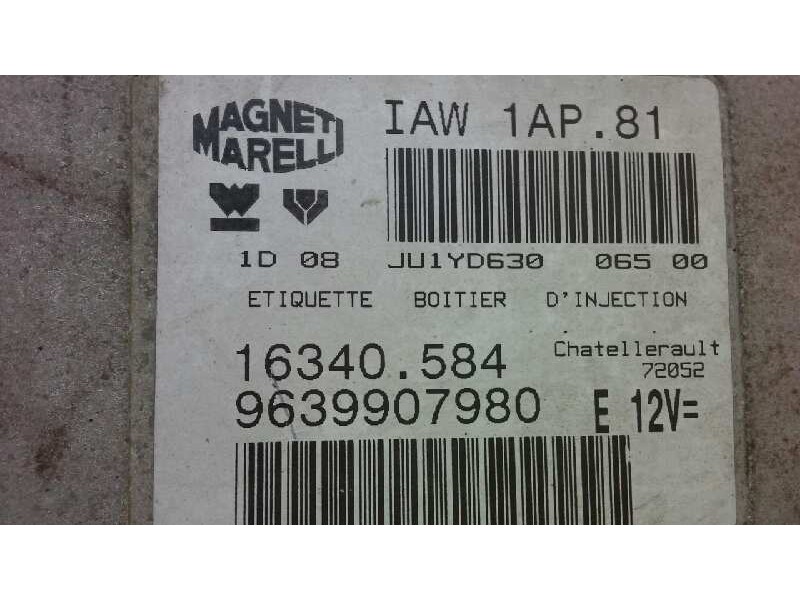 MAGNETI
MARELLI
IAW 1AP.81
1D 08 JU1YD630 065 00
ETIQUETTE BOITIER D'INJECTION
16340.584
Chatellerault
72052
9639907980
E 12V=